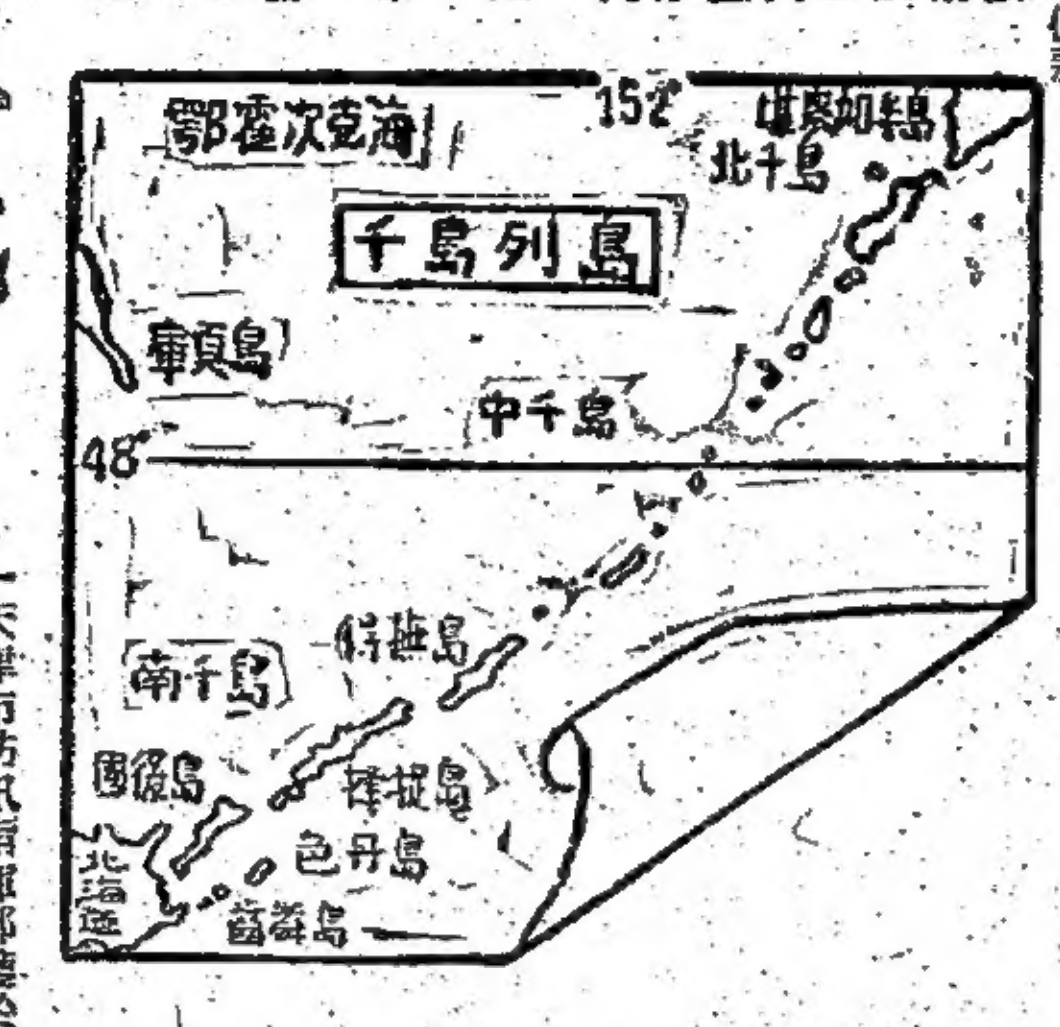 152
鄂霍次克海
堪察加半島
北千島
千島列島
庫頁島
中千島
48
得撫島
南千島
國後島
擇捉島
色丹島
北海道
齒舞島